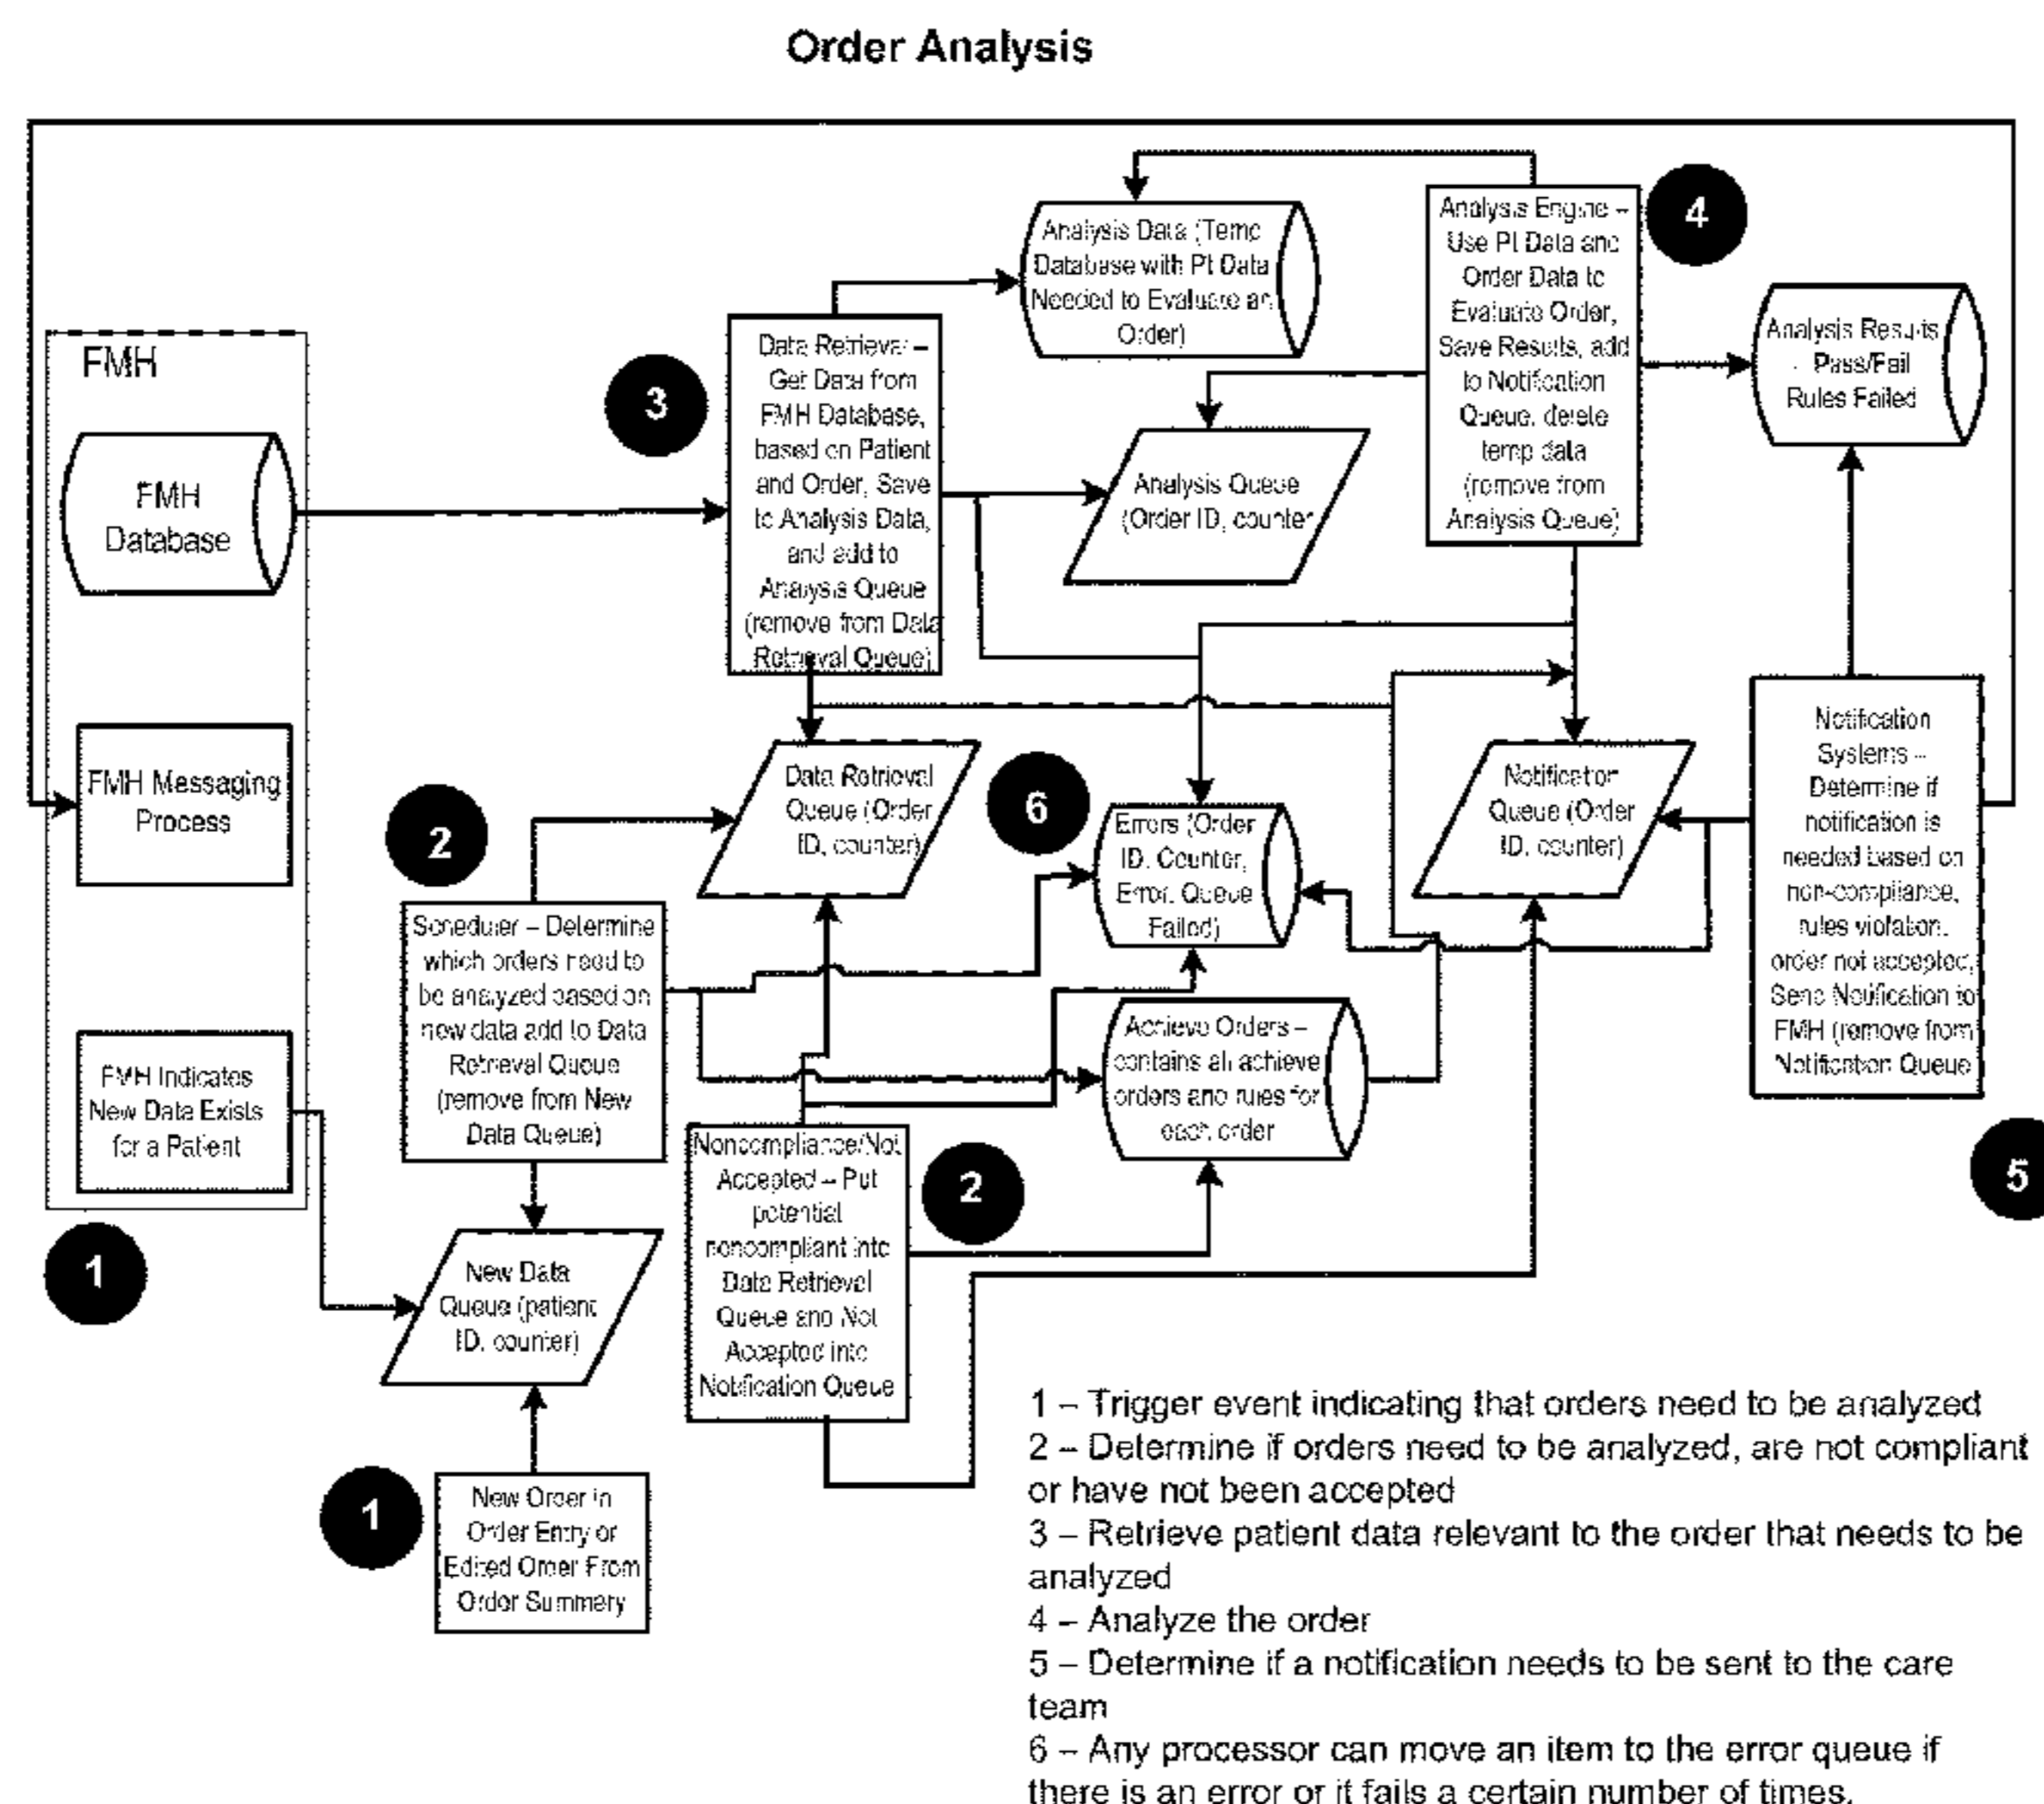 Order Analysis
FMH
FMH
Database
FMH Messaging
Process
FMH Indicates
New Data Exists
for a Patient
1
2
Scheduler – Determine
which orders need to
be analyzed based on
new data add to Data
Retrieval Queue
(remove from New
Data Queue)
New Data
Queue (patient
ID, counter)
1
New Order in
Order Entry or
Edited Order From
Order Summary
3
Data Retrieval –
Get Data from
FMH Database,
based on Patient
and Order, Save
to Analysis Data,
and add to
Analysis Queue
(remove from Data
Retrieval Queue)
Data Retrieval
Queue (Order
ID, counter)
Noncompliance/Not
Accepted – Put
potential
noncompliant into
Data Retrieval
Queue and Not
Accepted into
Notification Queue
2
Analysis Data (Temp
Database with Pt Data
Needed to Evaluate an
Order)
Analysis Queue
(Order ID, counter
6
Errors (Order
ID, Counter,
Error, Queue
Failed)
Achieve Orders –
contains all achieve
orders and rules for
each order
4
Analysis Engine –
Use Pt Data and
Order Data to
Evaluate Order,
Save Results, add
to Notification
Queue, delete
temp data
(remove from
Analysis Queue)
Analysis Results
- Pass/Fail
Rules Failed
Notification
Queue (Order
ID, counter)
Notification
Systems –
Determine if
notification is
needed based on
non-compliance,
rules violation,
order not accepted,
Send Notification to
FMH (remove from
Notification Queue
5
1 – Trigger event indicating that orders need to be analyzed
2 – Determine if orders need to be analyzed, are not compliant
or have not been accepted
3 – Retrieve patient data relevant to the order that needs to be
analyzed
4 – Analyze the order
5 – Determine if a notification needs to be sent to the care
team
6 – Any processor can move an item to the error queue if
there is an error or it fails a certain number of times.